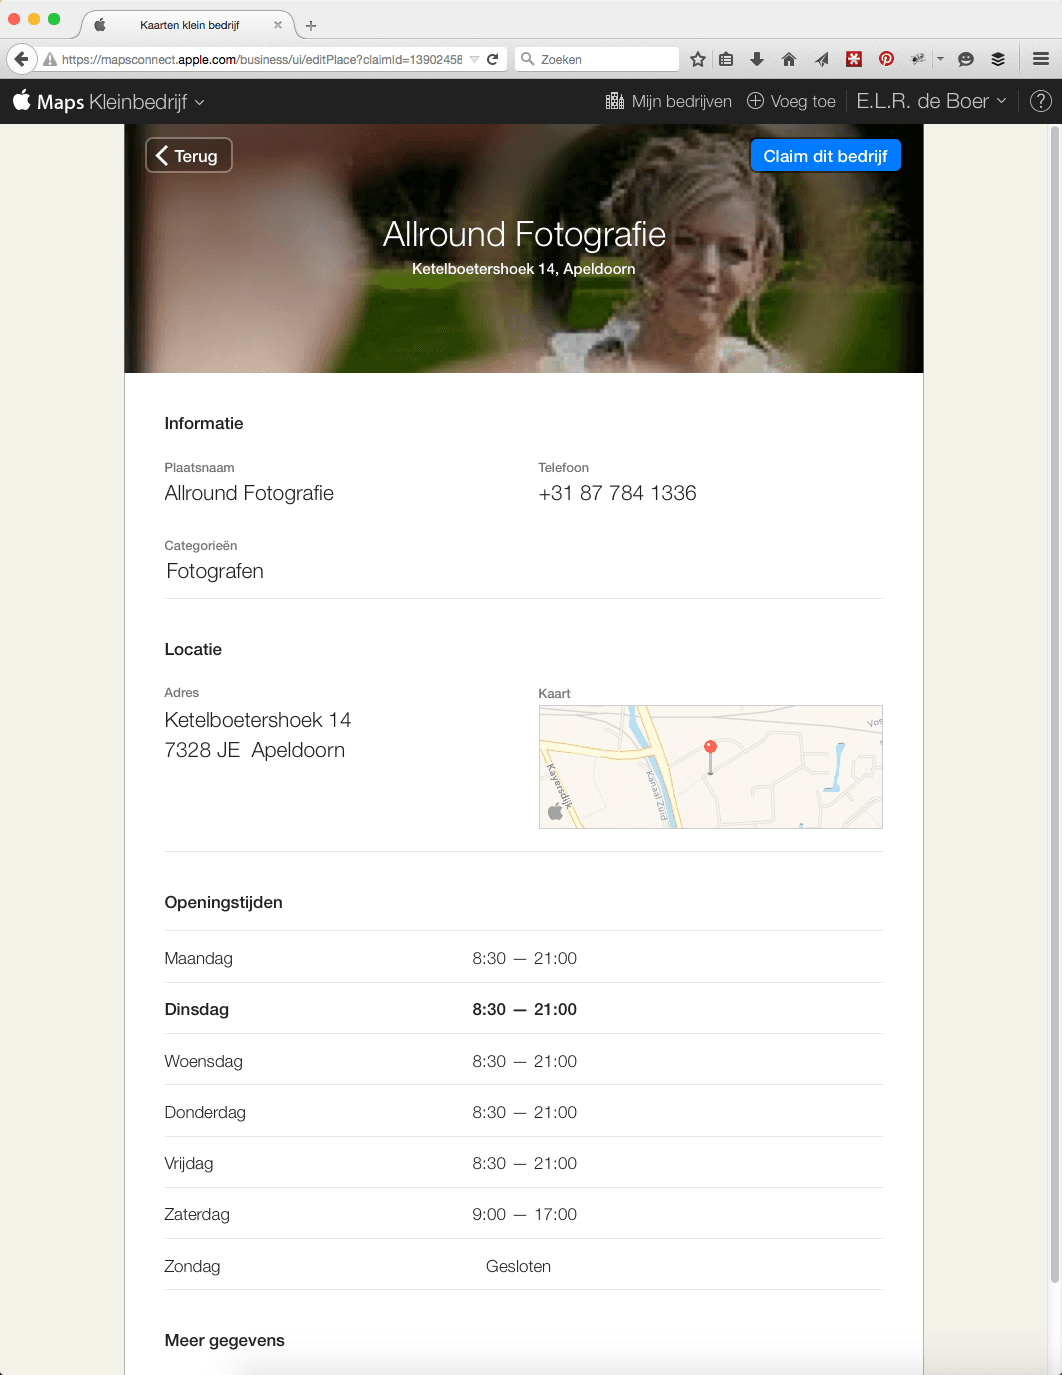 Kaarten klein bedrijf
https://mapsconnect.apple.com/business/ui/editPlace?claimId=13902458
Zoeken
Maps Kleinbedrijf
Mijn bedrijven
Voeg toe
E.L.R. de Boer
?
Terug
Claim dit bedrijf
Allround Fotografie
Ketelboetershoek 14, Apeldoorn
Informatie
Plaatsnaam
Telefoon
Allround Fotografie
+31 87 784 1336
Categorieën
Fotografen
Locatie
Adres
Kaart
Ketelboetershoek 14
7328 JE Apeldoorn
Vos
Kayersdijk
Kanaal Zuid
Openingstijden
Maandag 8:30 — 21:00
Dinsdag 8:30 — 21:00
Woensdag 8:30 — 21:00
Donderdag 8:30 — 21:00
Vrijdag 8:30 — 21:00
Zaterdag 9:00 — 17:00
Zondag Gesloten
Meer gegevens